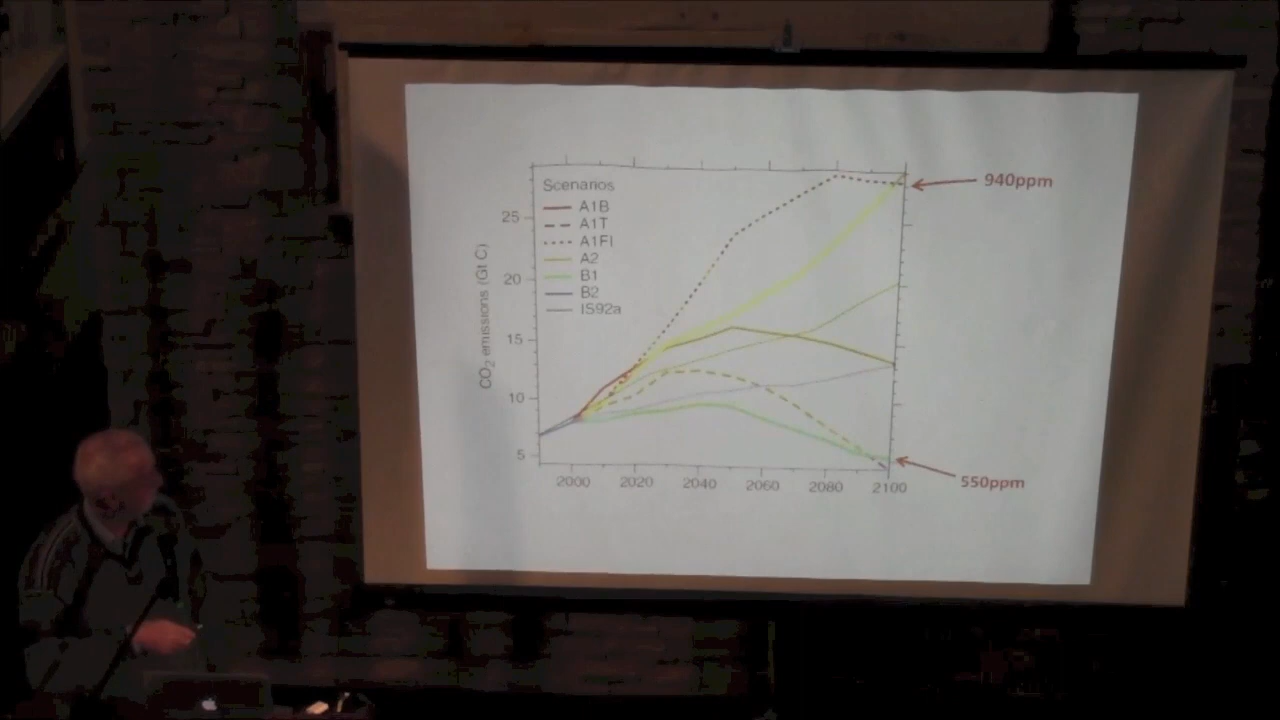 Scenarios
A1B
A1T
A1FI
A2
B1
B2
IS92a
CO2 emissions (Gt C)
25
20
15
10
5
2000 2020 2040 2060 2080 2100
940ppm
550ppm